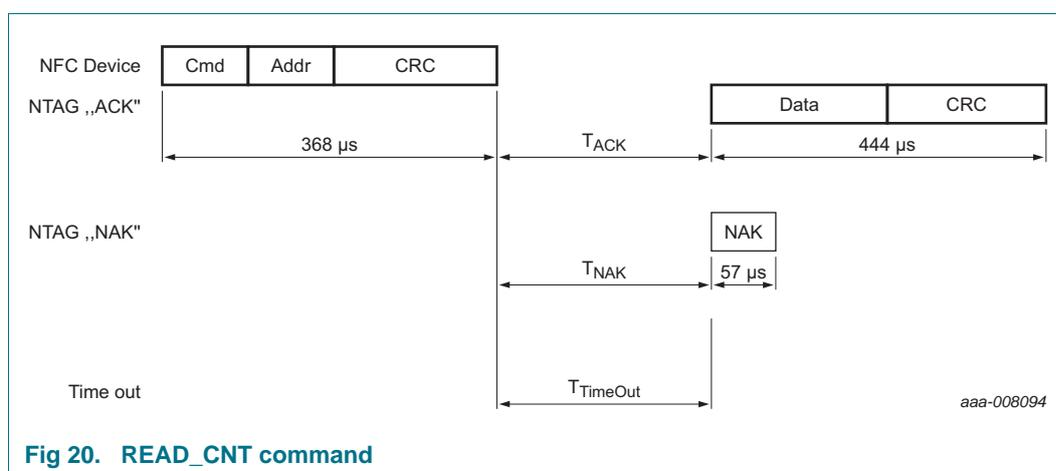 NFC Device Cmd Addr CRC
NTAG ,,ACK" Data CRC
368 µs TACK 444 µs
NTAG ,,NAK" NAK
TNAK 57 µs
Time out TTimeOut aaa-008094
Fig 20. READ_CNT command